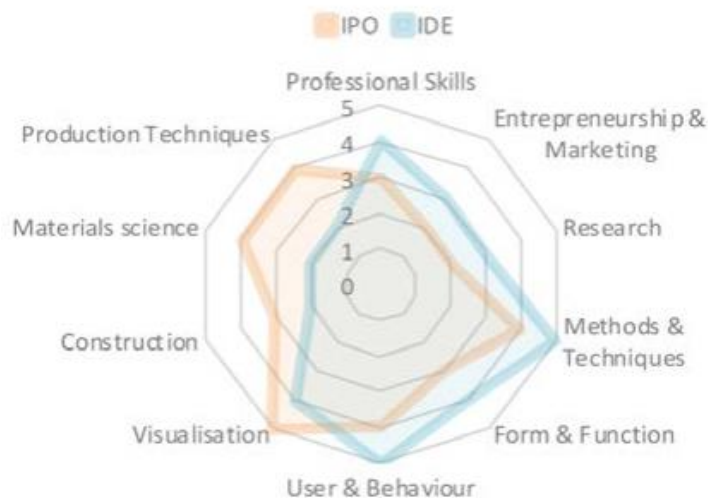 IPO IDE
Professional Skills
Entrepreneurship &
Marketing
Production Techniques
5
4
3
2
1
0
Materials science
Research
Construction
Methods &
Techniques
Visualisation
Form & Function
User & Behaviour